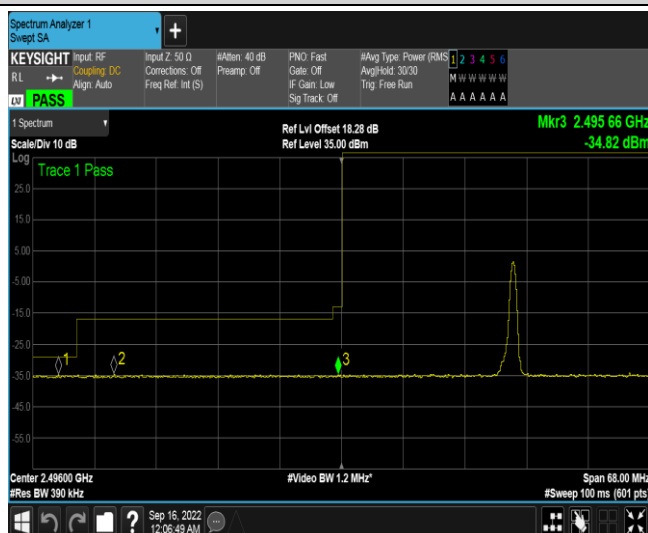 Spectrum Analyzer 1
Swept SA
+
KEYSIGHT
RL
LXI PASS
Input: RF
Coupling: DC
Align: Auto
Input Z: 50 Ω
Corrections: Off
Freq Ref: Int (S)
#Atten: 40 dB
Preamp: Off
PNO: Fast
Gate: Off
IF Gain: Low
Sig Track: Off
#Avg Type: Power (RMS
Avg|Hold: 30/30
Trig: Free Run
1 2 3 4 5 6
M W W W W W
A A A A A A
1 Spectrum
Scale/Div 10 dB
Ref Lvl Offset 18.28 dB
Ref Level 35.00 dBm
Mkr3 2.495 66 GHz
-34.82 dBm
Log
Trace 1 Pass
25.0
15.0
5.00
-5.00
-15.0
-25.0
-35.0
-45.0
-55.0
1
2
3
Center 2.49600 GHz
#Res BW 390 kHz
#Video BW 1.2 MHz*
Span 68.00 MHz
#Sweep 100 ms (601 pts)
?
Sep 16, 2022
12:06:49 AM